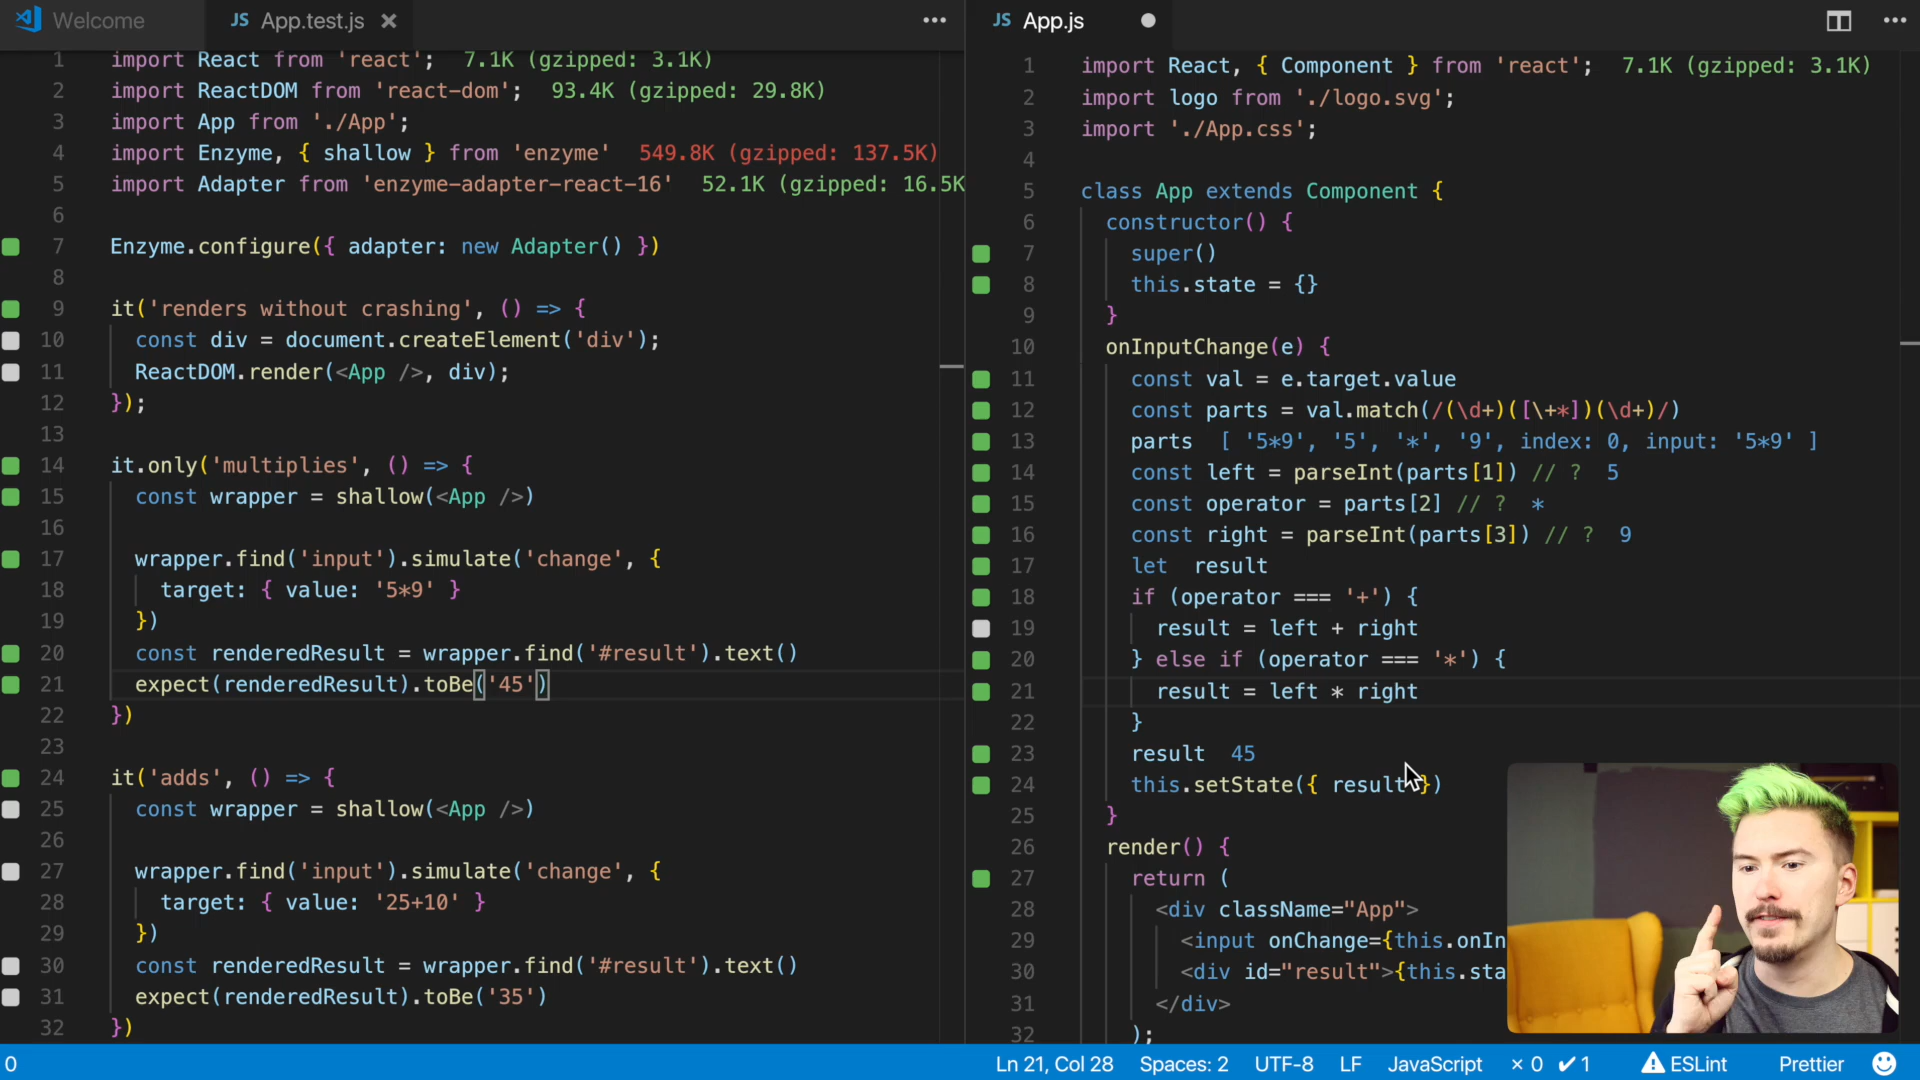 Welcome
JS App.test.js ×
1 import React from 'react'; 7.1K (gzipped: 3.1K)
2 import ReactDOM from 'react-dom'; 93.4K (gzipped: 29.8K)
3 import App from './App';
4 import Enzyme, { shallow } from 'enzyme' 549.8K (gzipped: 137.5K)
5 import Adapter from 'enzyme-adapter-react-16' 52.1K (gzipped: 16.5K
6
7 Enzyme.configure({ adapter: new Adapter() })
8
9 it('renders without crashing', () => {
10 const div = document.createElement('div');
11 ReactDOM.render(<App />, div);
12 });
13
14 it.only('multiplies', () => {
15 const wrapper = shallow(<App />)
16
17 wrapper.find('input').simulate('change', {
18 target: { value: '5*9' }
19 })
20 const renderedResult = wrapper.find('#result').text()
21 expect(renderedResult).toBe('45')
22 })
23
24 it('adds', () => {
25 const wrapper = shallow(<App />)
26
27 wrapper.find('input').simulate('change', {
28 target: { value: '25+10' }
29 })
30 const renderedResult = wrapper.find('#result').text()
31 expect(renderedResult).toBe('35')
32 })
JS App.js
1 import React, { Component } from 'react'; 7.1K (gzipped: 3.1K)
2 import logo from './logo.svg';
3 import './App.css';
4
5 class App extends Component {
6 constructor() {
7 super()
8 this.state = {}
9 }
10 onInputChange(e) {
11 const val = e.target.value
12 const parts = val.match(/(\d+)([\+*])(\d+)/)
13 parts [ '5*9', '5', '*', '9', index: 0, input: '5*9' ]
14 const left = parseInt(parts[1]) // ? 5
15 const operator = parts[2] // ? *
16 const right = parseInt(parts[3]) // ? 9
17 let result
18 if (operator === '+') {
19 result = left + right
20 } else if (operator === '*') {
21 result = left * right
22 }
23 result 45
24 this.setState({ result })
25 }
26 render() {
27 return (
28 <div className="App">
29 <input onChange={this.onIn
30 <div id="result">{this.sta
31 </div>
32 );
0
Ln 21, Col 28 Spaces: 2 UTF-8 LF JavaScript × 0 ✔ 1 ESLint Prettier